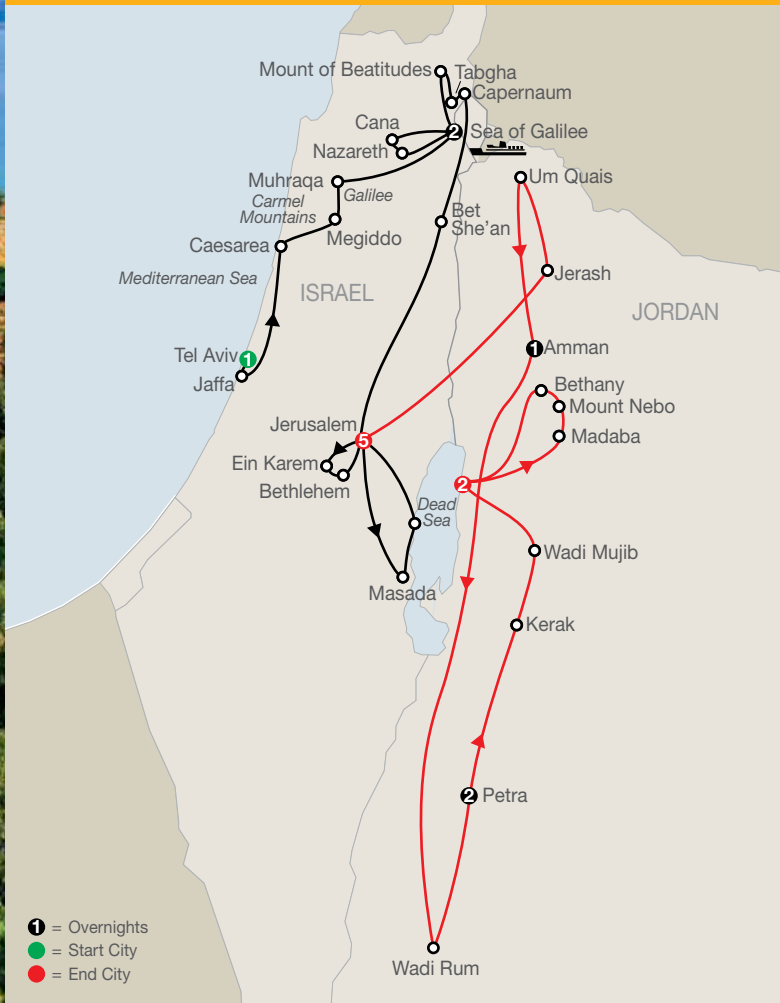 Mount of Beatitudes
Tabgha
Capernaum
Cana
2
Sea of Galilee
Nazareth
Um Quais
Muhraqa
Galilee
Carmel
Mountains
Bet
She'an
Megiddo
Caesarea
Jerash
Mediterranean Sea
ISRAEL
JORDAN
Tel Aviv
1
1
Amman
Jaffa
Bethany
Mount Nebo
Jerusalem
5
Madaba
Ein Karem
Bethlehem
2
Dead
Sea
Wadi Mujib
Masada
Kerak
2
Petra
1 = Overnights
= Start City
= End City
Wadi Rum